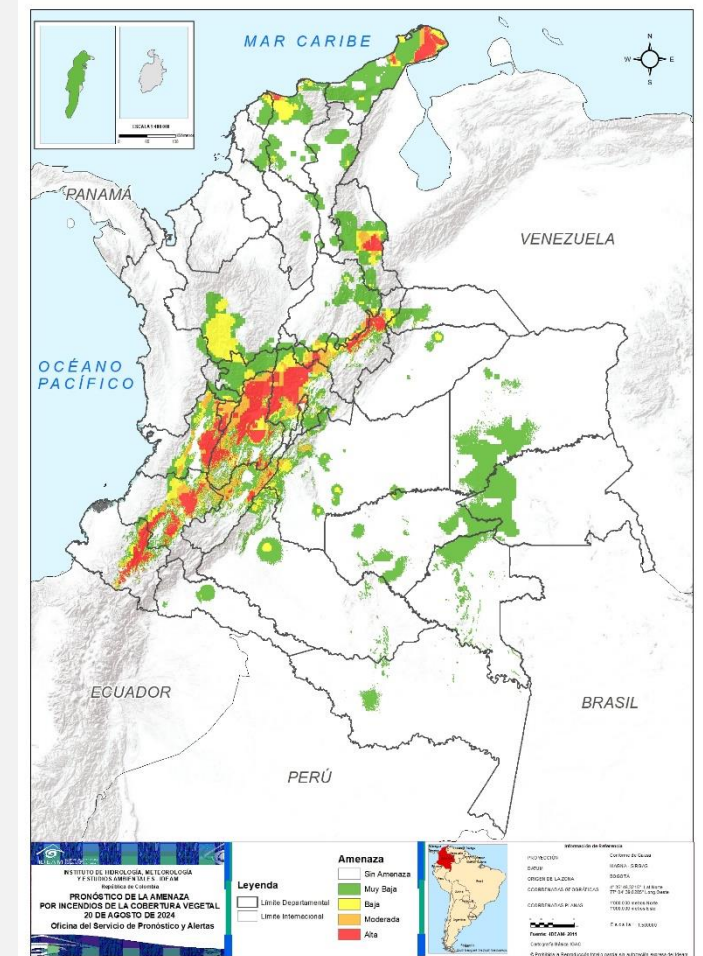 MAR CARIBE
N
W
E
S
PANAMÁ
VENEZUELA
OCÉANO
PACÍFICO
ECUADOR
BRASIL
PERÚ
IDEAM
INSTITUTO DE HIDROLOGÍA, METEOROLOGÍA
Y ESTUDIOS AMBIENTALES - IDEAM
República de Colombia
PRONÓSTICO DE LA AMENAZA
POR INCENDIOS DE LA COBERTURA VEGETAL
20 DE AGOSTO DE 2024
Oficina del Servicio de Pronóstico y Alertas
Leyenda
Límite Departamental
Límite Internacional
Amenaza
Sin Amenaza
Muy Baja
Baja
Moderada
Alta
Información de Referencia
PROYECCIÓN
DATUM
ORIGEN DE LA ZONA
BOGOTÁ
COORDENADAS GEOGRÁFICAS
COORDENADAS PLANAS
Fuente: IDEAM